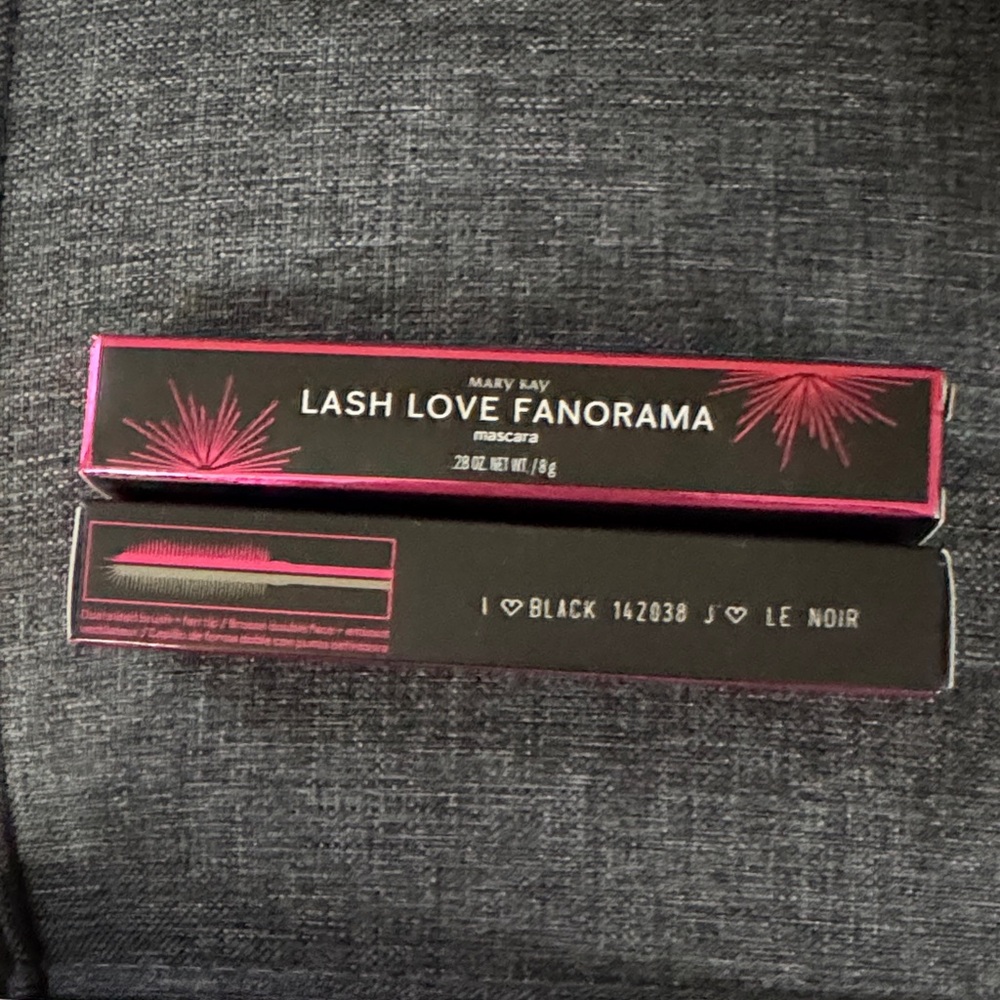 MARY KAY
LASH LOVE FANORAMA
mascara
.28 OZ. NET WT. / 8 g
I ♡ BLACK 142038 J'♡ LE NOIR